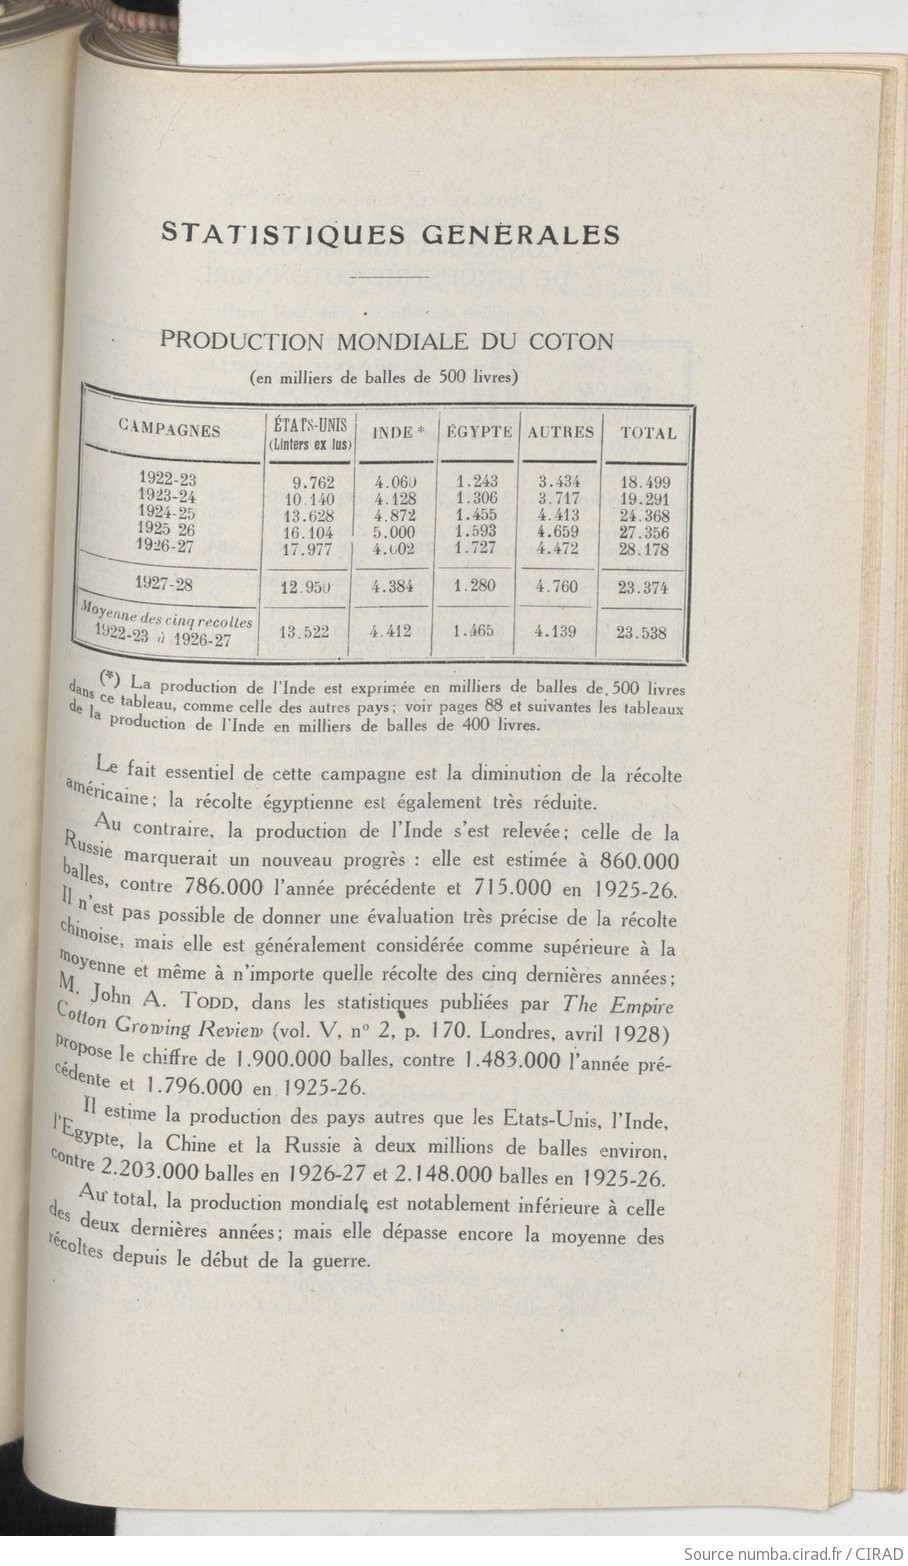 STATISTIQUES GENÉRALES
PRODUCTION MONDIALE DU COTON
(en milliers de balles de 500 livres)
CAMPAGNES ÉTATS-UNIS (Linters exclus) INDE * ÉGYPTE AUTRES TOTAL
1922-23 9.762 4.060 1.243 3.434 18.499
1923-24 10.140 4.128 1.306 3.717 19.291
1924-25 13.628 4.872 1.455 4.413 24.368
1925 26 16.104 5.000 1.593 4.659 27.356
1926-27 17.977 4.002 1.727 4.472 28.178
1927-28 12.950 4.384 1.280 4.760 23.374
Moyenne des cinq recoltes
1922-23 à 1926-27 13.522 4.412 1.465 4.139 23.538
(*) La production de l'Inde est exprimée en milliers de balles de 500 livres
dans ce tableau, comme celle des autres pays; voir pages 88 et suivantes les tableaux
de la production de l'Inde en milliers de balles de 400 livres.
Le fait essentiel de cette campagne est la diminution de la récolte
américaine; la récolte égyptienne est également très réduite.
Au contraire, la production de l'Inde s'est relevée; celle de la
Russie marquerait un nouveau progrès : elle est estimée à 860.000
balles, contre 786.000 l'année précédente et 715.000 en 1925-26.
Il n'est pas possible de donner une évaluation très précise de la récolte
chinoise, mais elle est généralement considérée comme supérieure à la
moyenne et même à n'importe quelle récolte des cinq dernières années;
M. John A. TODD, dans les statistiques publiées par The Empire
Cotton Growing Review (vol. V, nº 2, p. 170. Londres, avril 1928)
propose le chiffre de 1.900.000 balles, contre 1.483.000 l'année pré-
cédente et 1.796.000 en 1925-26.
Il estime la production des pays autres que les Etats-Unis, l'Inde,
l'Egypte, la Chine et la Russie à deux millions de balles environ,
contre 2.203.000 balles en 1926-27 et 2.148.000 balles en 1925-26.
Au total, la production mondiale est notablement inférieure à celle
des deux dernières années; mais elle dépasse encore la moyenne des
récoltes depuis le début de la guerre.
Source numba.cirad.fr / CIRAD